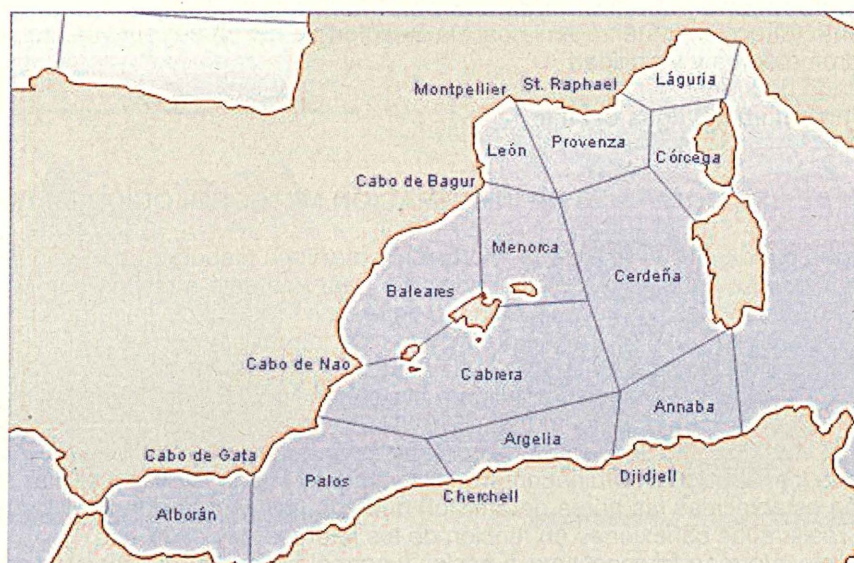 Montpellier
St. Raphael
Láguria
León
Provenza
Córcega
Cabo de Bagur
Menorca
Cerdeña
Baleares
Cabo de Nao
Cabrera
Annaba
Argelia
Cabo de Gata
Palos
Cherchell
Djidjell
Alborán